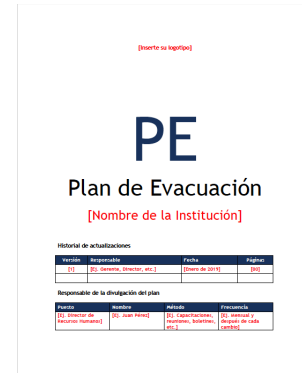 [Inserte su logotipo]
PE
Plan de Evacuación
[Nombre de la Institución]
Historial de actualizaciones
Versión Responsable Fecha Páginas
[1] [Ej. Gerente, Director, etc.] [Enero de 2019] [80]
Responsable de la divulgación del plan
Puesto Nombre Método Frecuencia
[Ej. Director de [Ej. Juan Pérez] [Ej. Capacitaciones, [Ej. Mensual y
Recursos Humanos] reuniones, boletines, después de cada
etc.] cambio]